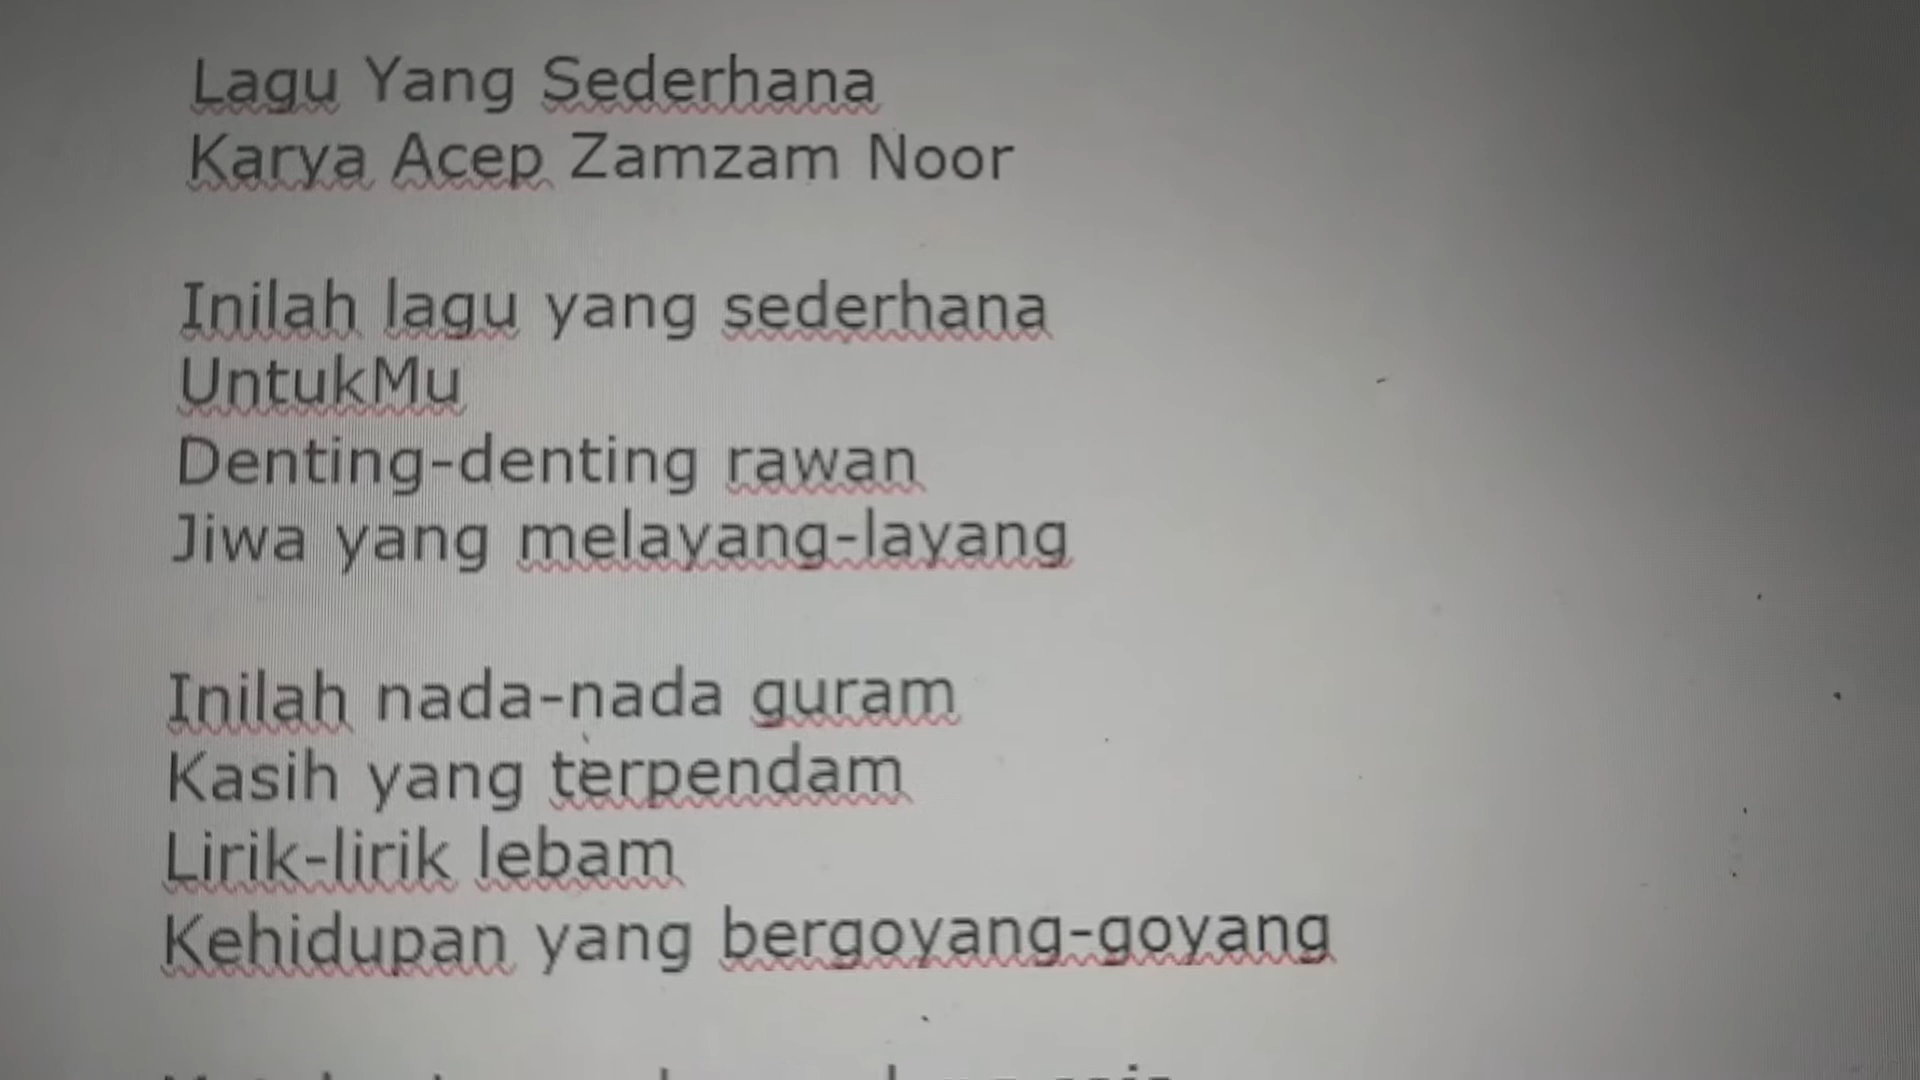 Lagu Yang Sederhana
Karya Acep Zamzam Noor
Inilah lagu yang sederhana
UntukMu
Denting-denting rawan
Jiwa yang melayang-layang
Inilah nada-nada guram
Kasih yang terpendam
Lirik-lirik lebam
Kehidupan yang bergoyang-goyang